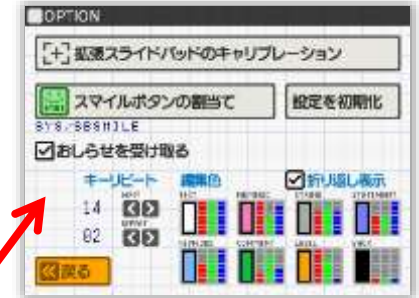 OPTION
[+] 拡張スライドパッドのキャリブレーション
スマイルボタンの割当て
設定を初期化
SYS/SBSMILE
☑おしらせを受け取る
キーリピート 編集色 ☑折り返し表示
14
02
戻る